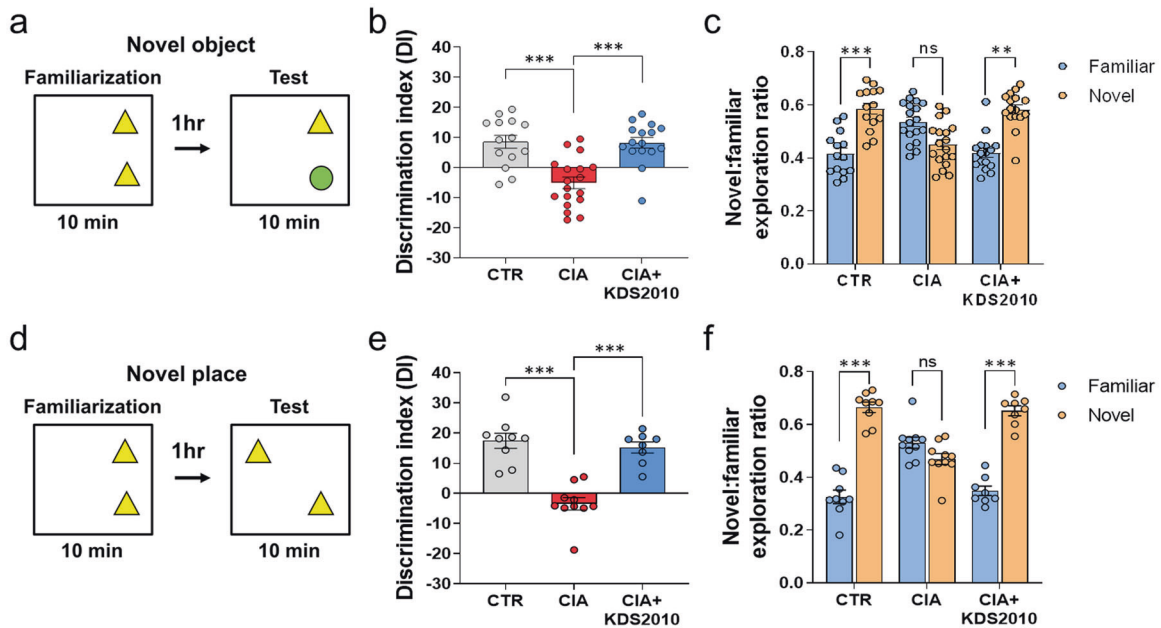 a
Novel object
Familiarization
Test
1hr
10 min
10 min
b
Discrimination index (DI)
40
30
20
10
0
-10
-20
-30
***
***
CTR
CIA
CIA+
KDS2010
c
Novel:familiar
exploration ratio
0.8
0.6
0.4
0.2
0.0
***
ns
**
CTR
CIA
CIA+
KDS2010
Familiar
Novel
d
Novel place
Familiarization
Test
1hr
10 min
10 min
e
Discrimination index (DI)
40
30
20
10
0
-10
-20
-30
***
***
CTR
CIA
CIA+
KDS2010
f
Novel:familiar
exploration ratio
0.8
0.6
0.4
0.2
0.0
***
ns
***
CTR
CIA
CIA+
KDS2010
Familiar
Novel